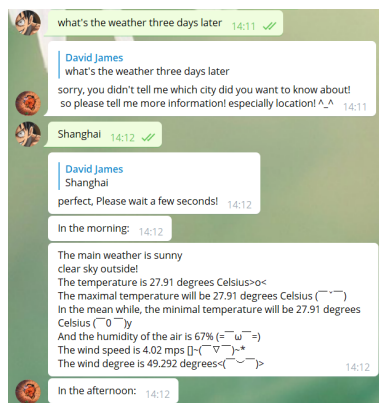 what's the weather three days later 14:11
David James
what's the weather three days later
sorry, you didn't tell me which city did you want to know about!
so please tell me more information! especially location! ^_^ 14:11
Shanghai 14:12
David James
Shanghai
perfect, Please wait a few seconds! 14:12
In the morning: 14:12
The main weather is sunny
clear sky outside!
The temperature is 27.91 degrees Celsius>o<
The maximal temperature will be 27.91 degrees Celsius (￣ˇ￣)
In the mean while, the minimal temperature will be 27.91 degrees
Celsius (￣0 ￣)y
And the humidity of the air is 67% (=￣ω￣=)
The wind speed is 4.02 mps []~(￣▽￣)~*
The wind degree is 49.292 degrees<(￣︶￣)> 14:12
In the afternoon: 14:12